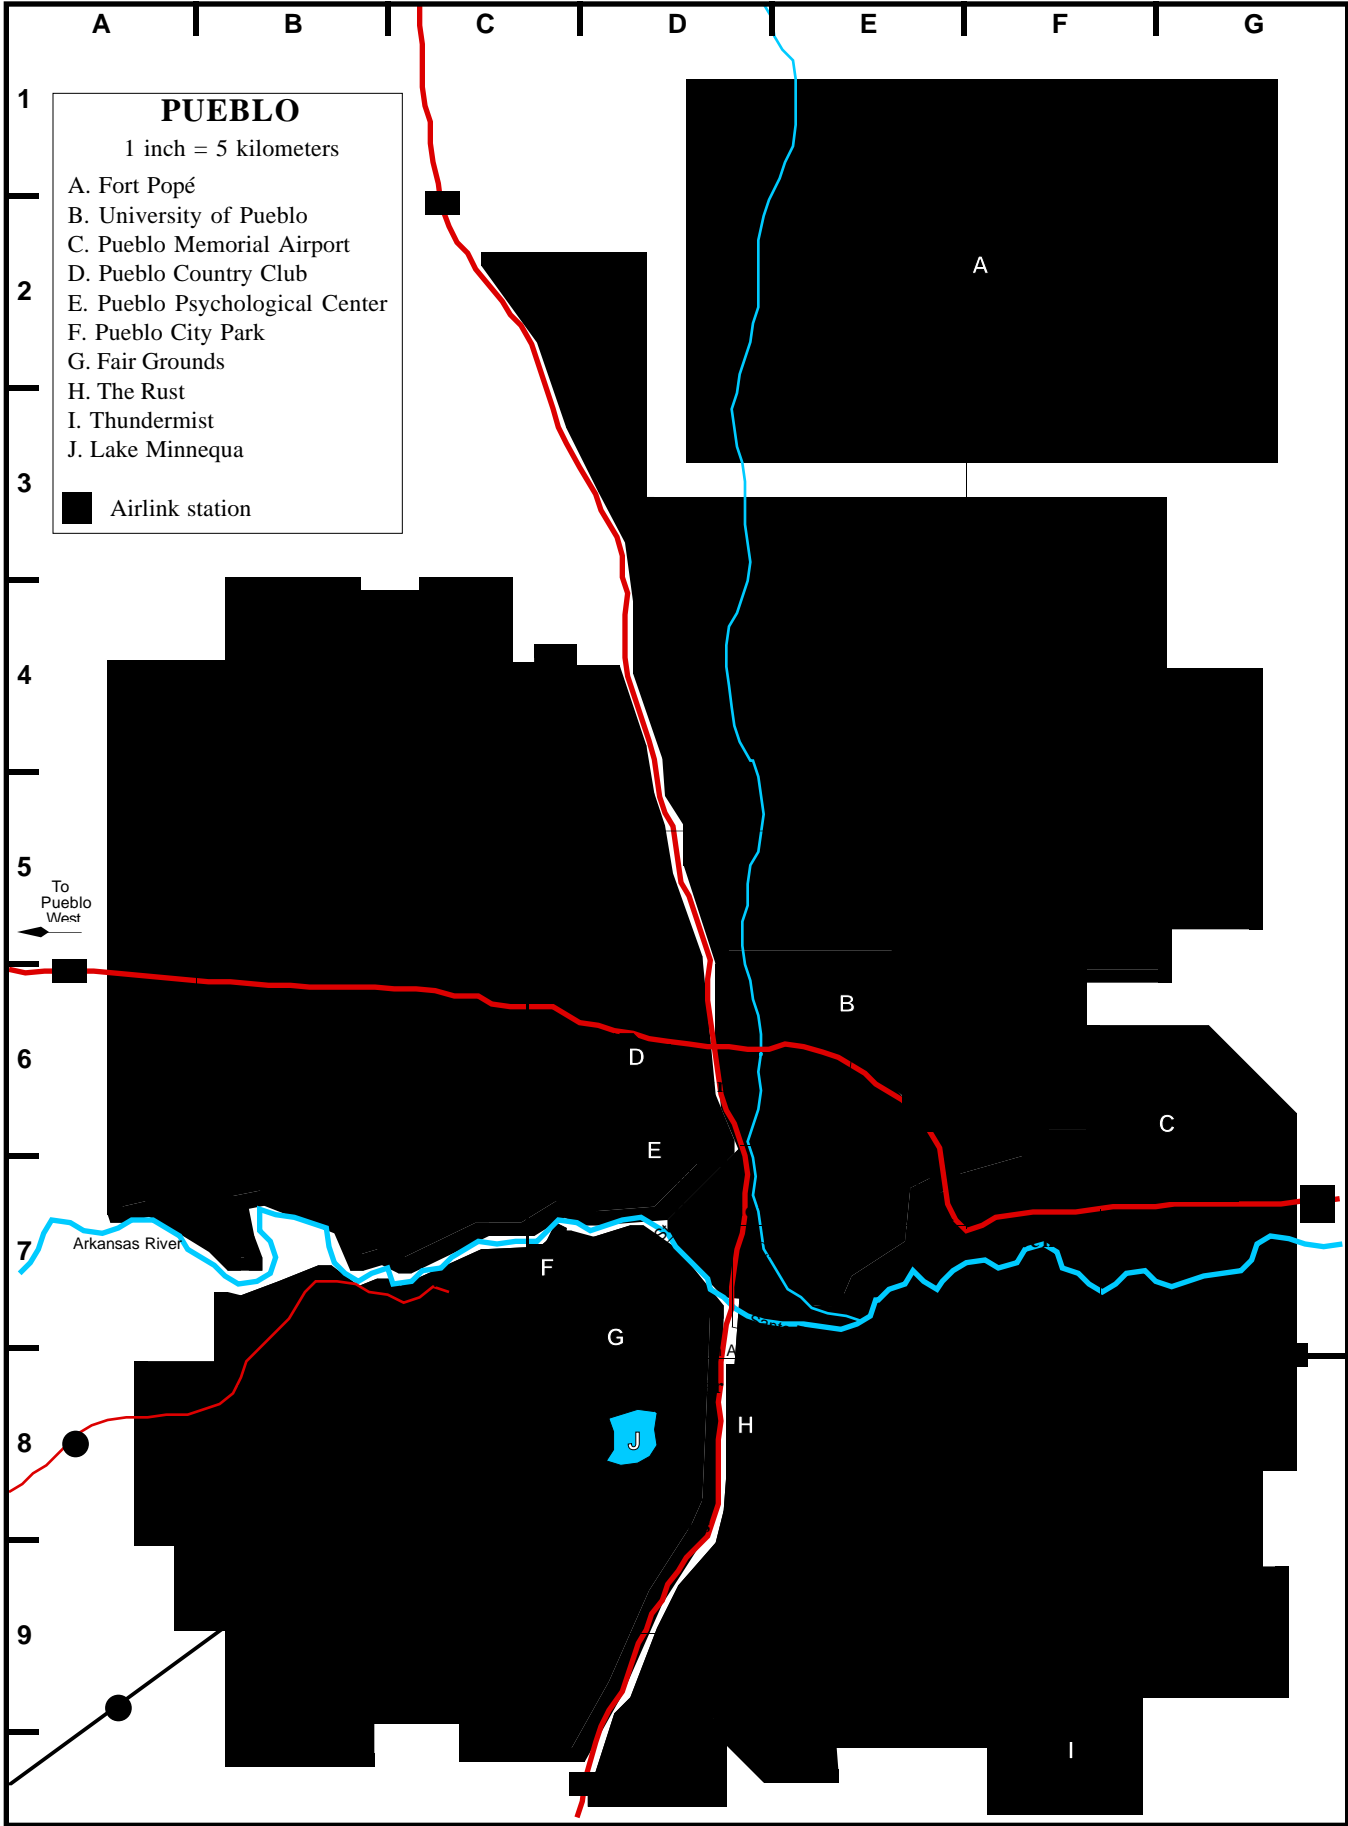 A B C D E F G
1
PUEBLO
1 inch = 5 kilometers
A. Fort Popé
B. University of Pueblo
C. Pueblo Memorial Airport
D. Pueblo Country Club
E. Pueblo Psychological Center
F. Pueblo City Park
G. Fair Grounds
H. The Rust
I. Thundermist
J. Lake Minnequa
Airlink station
2
A
3
4
5
To
Pueblo
West
B
6
D
C
E
7
Arkansas River
F
G
A
8
H
J
9
I